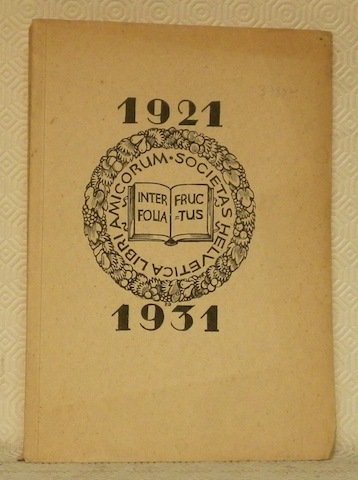 1921
SOCIETAS HELVETICA LIBRI AMICORUM •
INTER FRUC
FOLIA =TUS
1931